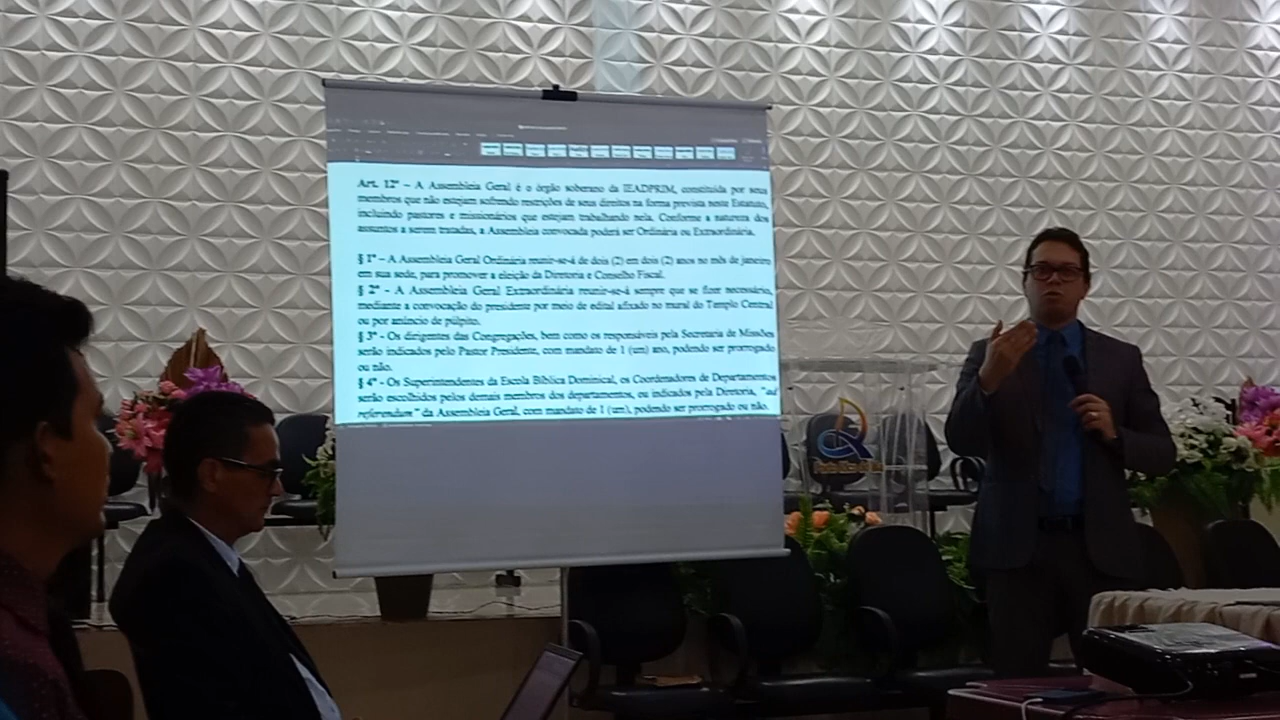 Art. 12º – A Assembleia Geral é o órgão soberano da IEADPRIM, constituída por seus
membros que não estejam sofrendo restrições de seus direitos na forma prevista neste Estatuto,
incluindo pastores e missionários que estejam trabalhando nela. Conforme a natureza dos
assuntos a serem tratadas, a Assembleia convocada poderá ser Ordinária ou Extraordinária.
§ 1º – A Assembleia Geral Ordinária reunir-se-á de dois (2) em dois (2) anos no mês de janeiro
em sua sede, para promover a eleição da Diretoria e Conselho Fiscal.
§ 2º - A Assembleia Geral Extraordinária reunir-se-á sempre que se fizer necessário,
mediante a convocação do presidente por meio de edital afixado no mural do Templo Central
ou por anúncio de púlpito.
§ 3º - Os dirigentes das Congregações, bem como os responsáveis pela Secretaria de Missões
serão indicados pelo Pastor Presidente, com mandato de 1 (um) ano, podendo ser prorrogado
ou não.
§ 4º - Os Superintendentes da Escola Bíblica Dominical, os Coordenadores de Departamentos
serão escolhidos pelos demais membros dos departamentos, ou indicados pela Diretoria, "ad
referendum" da Assembleia Geral, com mandato de 1 (um), podendo ser prorrogado ou não.